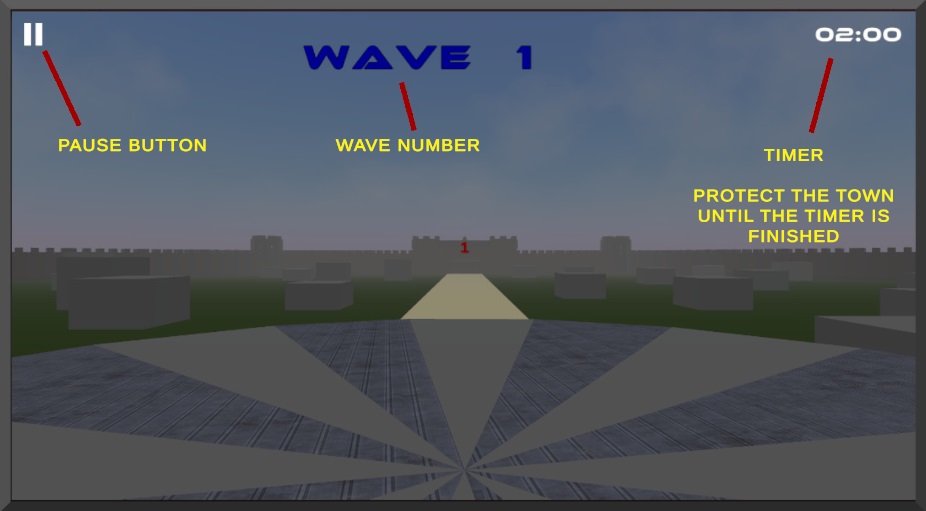 WAVE 1
02:00
PAUSE BUTTON
WAVE NUMBER
TIMER
PROTECT THE TOWN
UNTIL THE TIMER IS
FINISHED
1